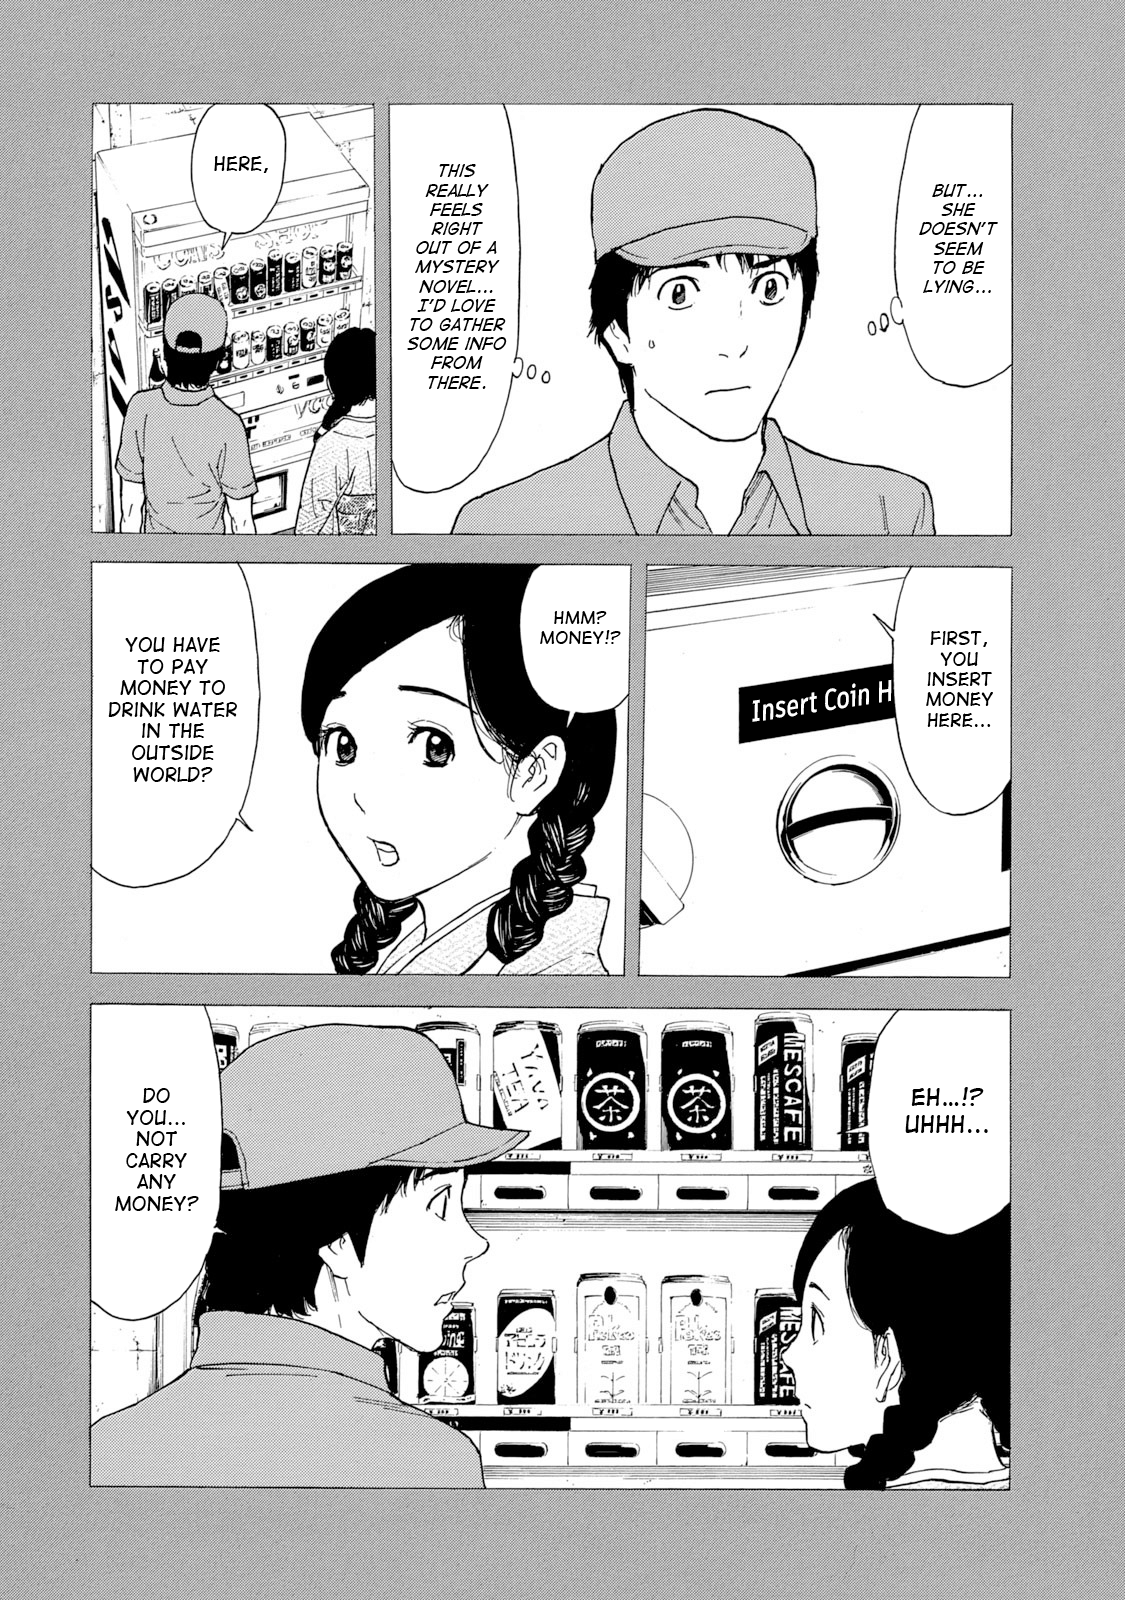 BUT...
SHE
DOESN'T
SEEM
TO BE
LYING...
THIS
REALLY
FEELS
RIGHT
OUT OF A
MYSTERY
NOVEL...
I'D LOVE
TO GATHER
SOME INFO
FROM
THERE.
HERE,
FIRST,
YOU
INSERT
MONEY
HERE...
Insert Coin H
HMM?
MONEY!?
YOU HAVE
TO PAY
MONEY TO
DRINK WATER
IN THE
OUTSIDE
WORLD?
EH...!?
UHHH...
DO
YOU...
NOT
CARRY
ANY
MONEY?
YAVA
TEA
茶
茶
MESCAFE
MESCAFE